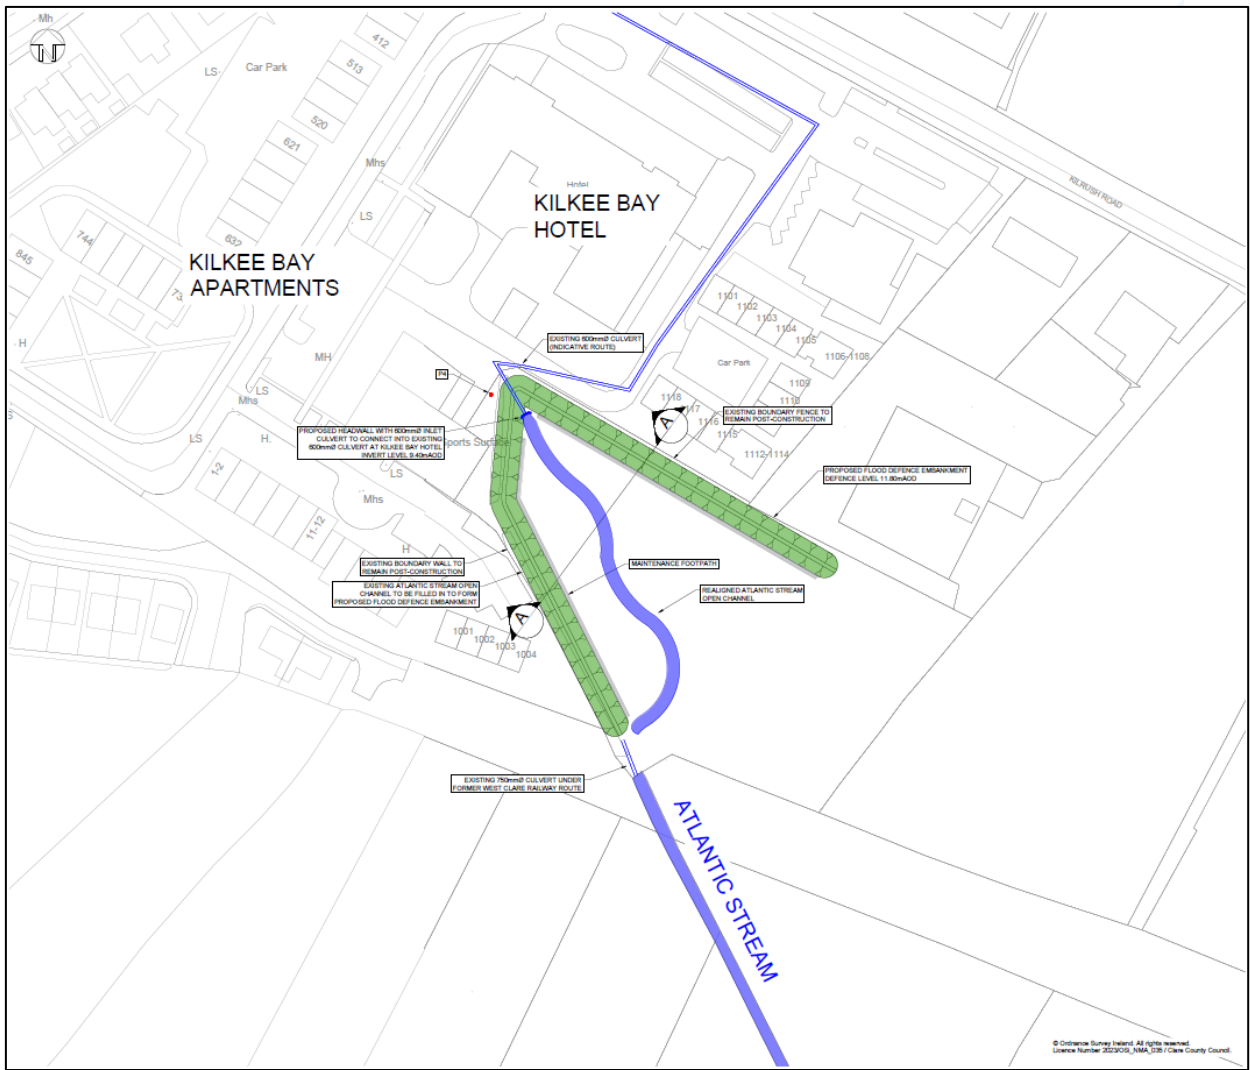 Mh
N
412
LS
Car Park
513
520
621
Mhs
Hotel
KILKEE BAY
HOTEL
KILRUSH ROAD
LS
632
744
845
KILKEE BAY
APARTMENTS
73
1101
1102
1103
1104
1105
1106-1108
H
MH
EXISTING 600mmØ CULVERT
(INDICATIVE ROUTE)
Car Park
P4
LS
Mhs
1109
1110
1118
17
1116
1115
1112-1114
A
EXISTING BOUNDARY FENCE TO
REMAIN POST-CONSTRUCTION
LS
H.
PROPOSED HEADWALL WITH 600mmØ INLET
CULVERT TO CONNECT INTO EXISTING
600mmØ CULVERT AT KILKEE BAY HOTEL
INVERT LEVEL 9.40mAOD
ports Surface
PROPOSED FLOOD DEFENCE EMBANKMENT
DEFENCE LEVEL 11.80mAOD
1-2
LS
Mhs
11-12
H
EXISTING BOUNDARY WALL TO
REMAIN POST-CONSTRUCTION
MAINTENANCE FOOTPATH
EXISTING ATLANTIC STREAM OPEN
CHANNEL TO BE FILLED IN TO FORM
PROPOSED FLOOD DEFENCE EMBANKMENT
REALIGNED ATLANTIC STREAM
OPEN CHANNEL
A
1001
1002
1003
1004
EXISTING 750mmØ CULVERT UNDER
FORMER WEST CLARE RAILWAY ROUTE
ATLANTIC STREAM
© Ordnance Survey Ireland. All rights reserved.
Licence Number 2023/OSi_NMA_035 / Clare County Council.